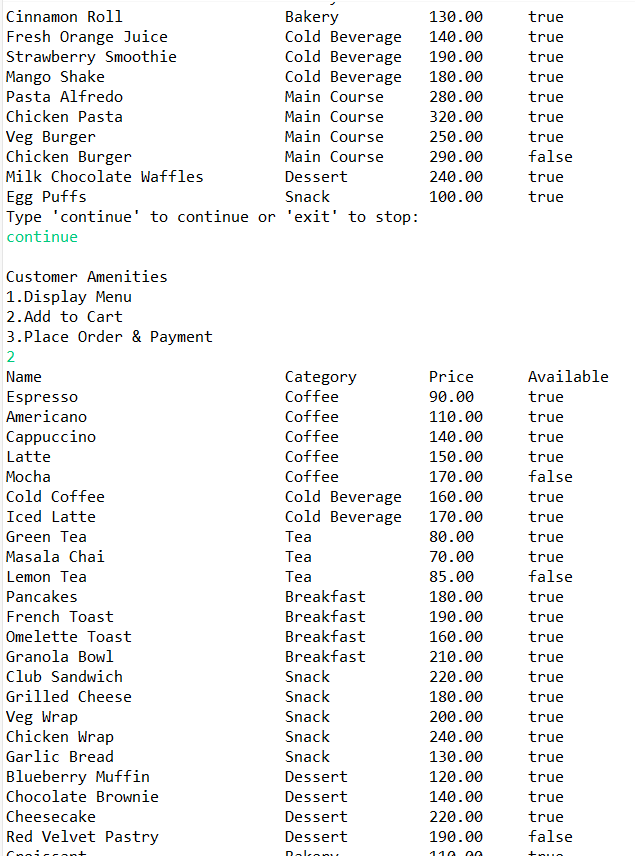 Cinnamon Roll Bakery 130.00 true
Fresh Orange Juice Cold Beverage 140.00 true
Strawberry Smoothie Cold Beverage 190.00 true
Mango Shake Cold Beverage 180.00 true
Pasta Alfredo Main Course 280.00 true
Chicken Pasta Main Course 320.00 true
Veg Burger Main Course 250.00 true
Chicken Burger Main Course 290.00 false
Milk Chocolate Waffles Dessert 240.00 true
Egg Puffs Snack 100.00 true
Type 'continue' to continue or 'exit' to stop:
continue
Customer Amenities
1.Display Menu
2.Add to Cart
3.Place Order & Payment
2
Name Category Price Available
Espresso Coffee 90.00 true
Americano Coffee 110.00 true
Cappuccino Coffee 140.00 true
Latte Coffee 150.00 true
Mocha Coffee 170.00 false
Cold Coffee Cold Beverage 160.00 true
Iced Latte Cold Beverage 170.00 true
Green Tea Tea 80.00 true
Masala Chai Tea 70.00 true
Lemon Tea Tea 85.00 false
Pancakes Breakfast 180.00 true
French Toast Breakfast 190.00 true
Omelette Toast Breakfast 160.00 true
Granola Bowl Breakfast 210.00 true
Club Sandwich Snack 220.00 true
Grilled Cheese Snack 180.00 true
Veg Wrap Snack 200.00 true
Chicken Wrap Snack 240.00 true
Garlic Bread Snack 130.00 true
Blueberry Muffin Dessert 120.00 true
Chocolate Brownie Dessert 140.00 true
Cheesecake Dessert 220.00 true
Red Velvet Pastry Dessert 190.00 false
Croissant Bakery 110.00 true